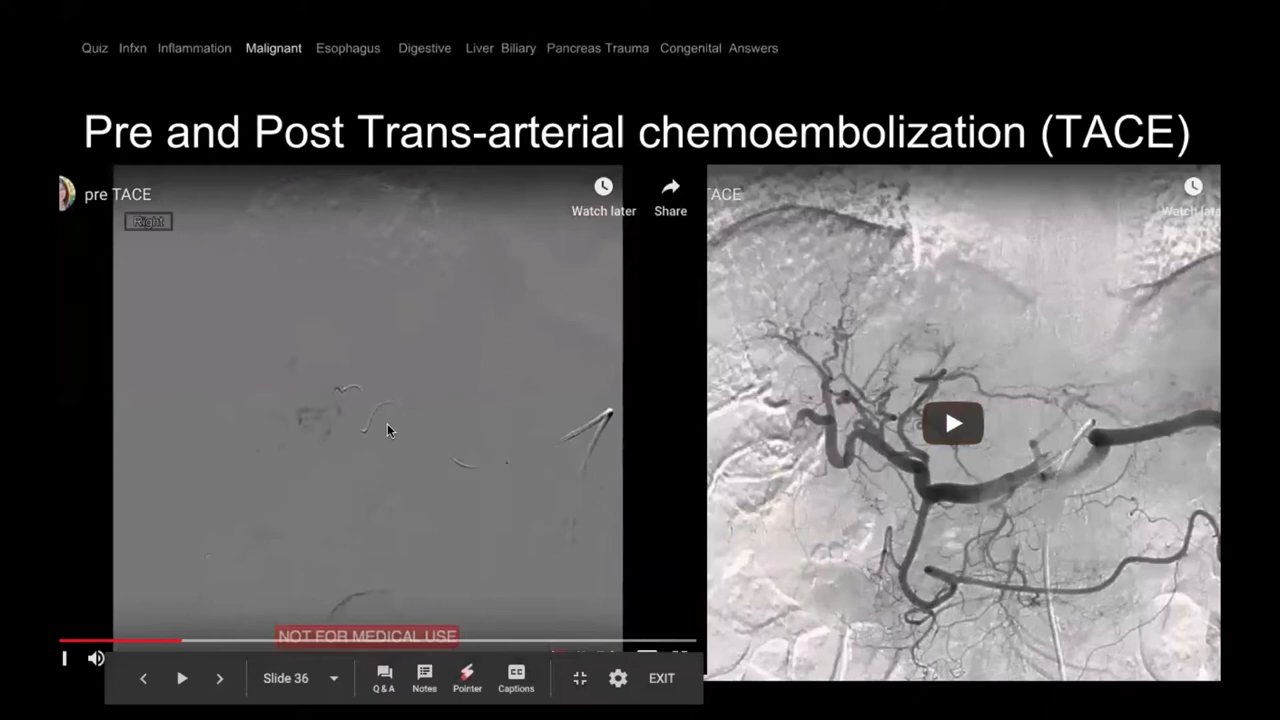 Quiz Infxn Inflammation Malignant Esophagus Digestive Liver Biliary Pancreas Trauma Congenital Answers
Pre and Post Trans-arterial chemoembolization (TACE)
pre TACE
Watch later
Share
Right
TACE
Watch late
NOT FOR MEDICAL USE
Slide 36
Q & A
Notes
Pointer
Captions
EXIT